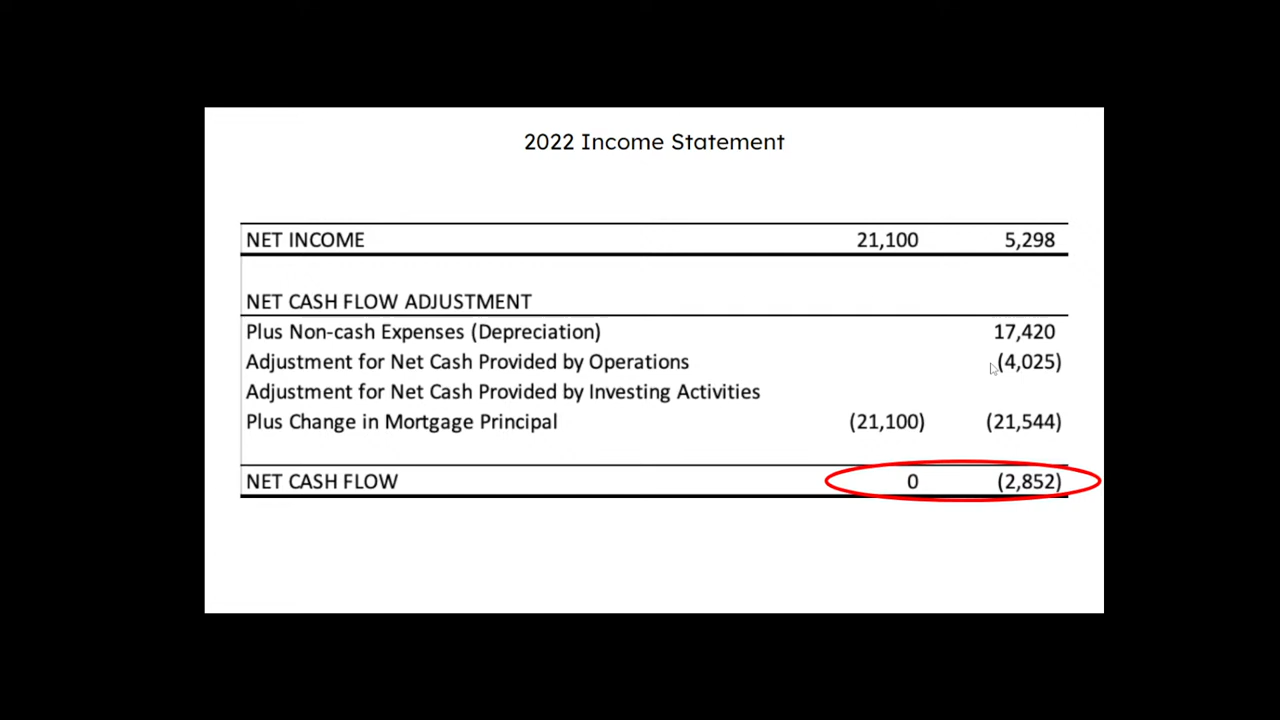 2022 Income Statement
NET INCOME 21,100 5,298
NET CASH FLOW ADJUSTMENT
Plus Non-cash Expenses (Depreciation) 17,420
Adjustment for Net Cash Provided by Operations (4,025)
Adjustment for Net Cash Provided by Investing Activities
Plus Change in Mortgage Principal (21,100) (21,544)
NET CASH FLOW 0 (2,852)